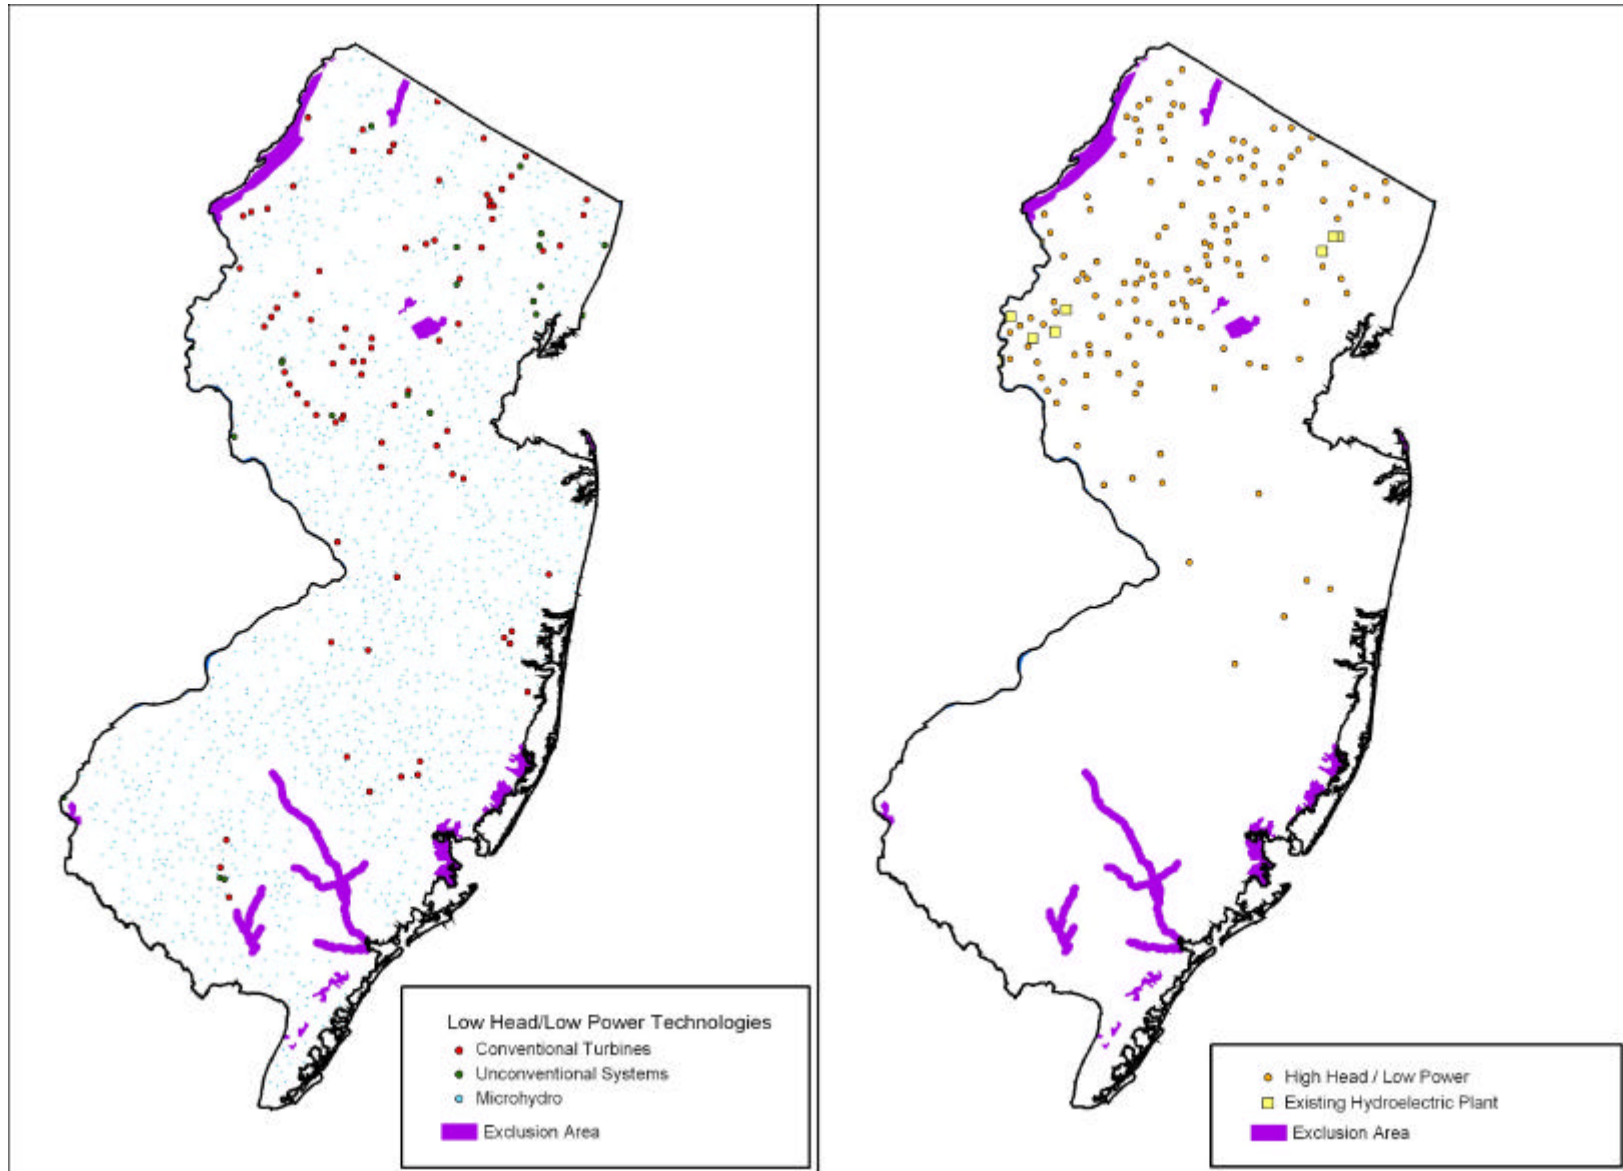 Low Head/Low Power Technologies
Conventional Turbines
Unconventional Systems
Microhydro
Exclusion Area
High Head / Low Power
Existing Hydroelectric Plant
Exclusion Area